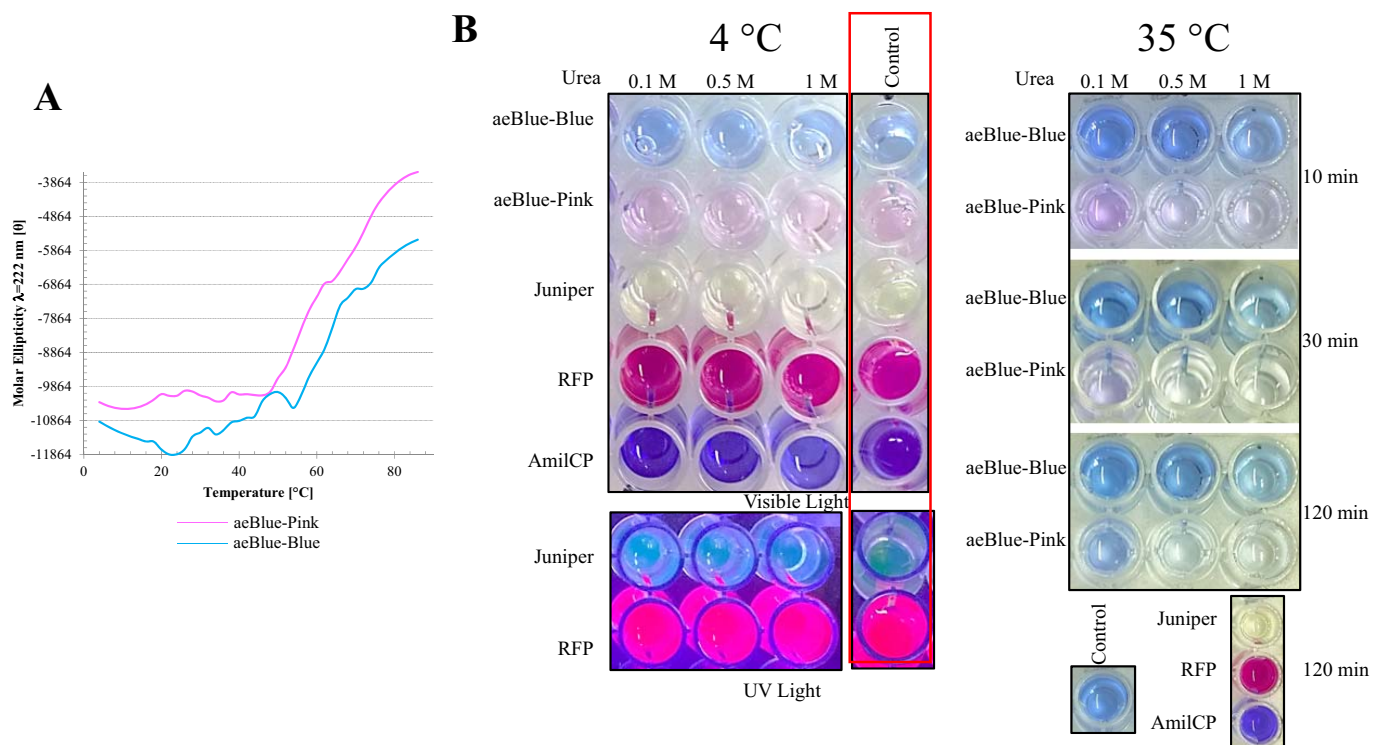 A
Molar Ellipticity λ=222 nm [θ]
-3864
-4864
-5864
-6864
-7864
-8864
-9864
-10864
-11864
0
20
40
60
80
Temperature [°C]
aeBlue-Pink
aeBlue-Blue
B
4 °C
Urea
0.1 M
0.5 M
1 M
Control
aeBlue-Blue
aeBlue-Pink
Juniper
RFP
AmilCP
Visible Light
Juniper
RFP
UV Light
35 °C
Urea
0.1 M
0.5 M
1 M
aeBlue-Blue
aeBlue-Pink
10 min
aeBlue-Blue
aeBlue-Pink
30 min
aeBlue-Blue
aeBlue-Pink
120 min
Control
Juniper
RFP
AmilCP
120 min